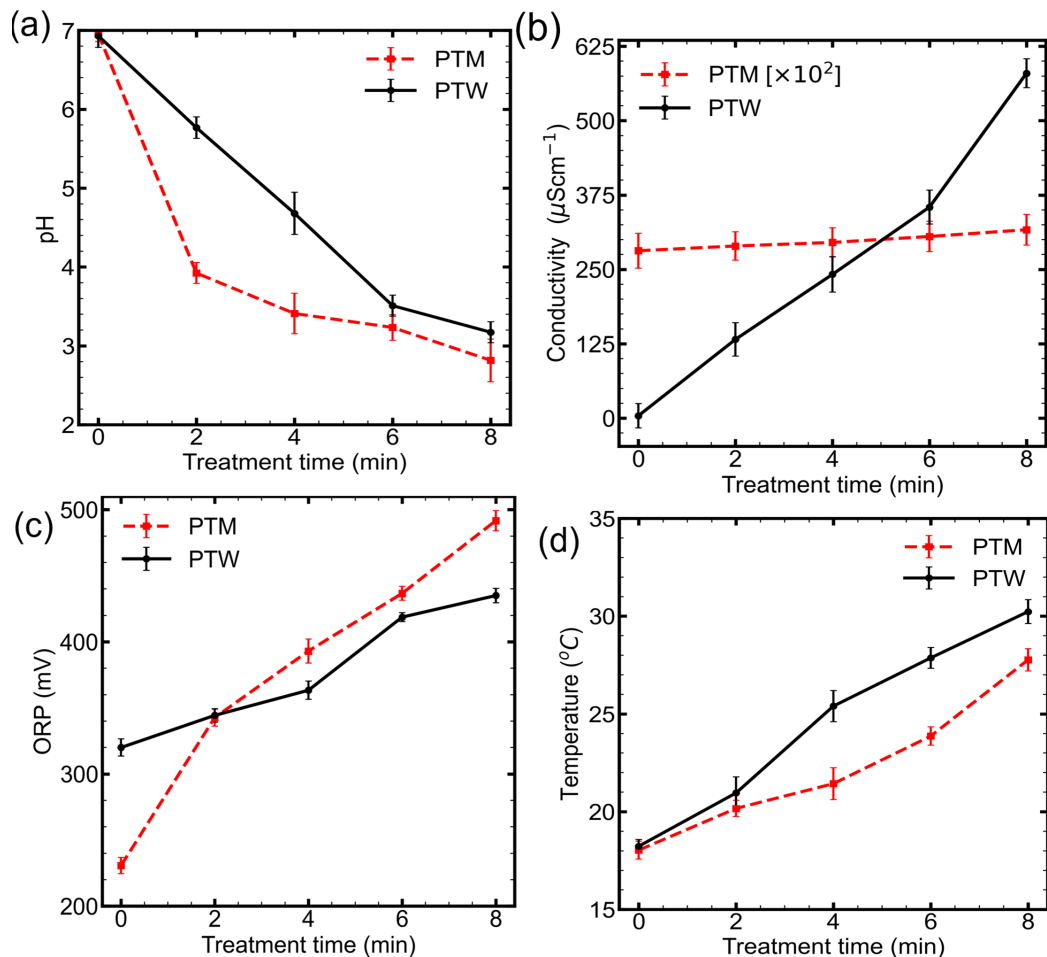 (a)
7
6
5
4
3
2
pH
PTM
PTW
0 2 4 6 8
Treatment time (min)
(b)
625
500
375
250
125
0
Conductivity (μScm⁻¹)
PTM [×10²]
PTW
0 2 4 6 8
Treatment time (min)
(c)
500
400
300
200
ORP (mV)
PTM
PTW
0 2 4 6 8
Treatment time (min)
(d)
35
30
25
20
15
Temperature (°C)
PTM
PTW
0 2 4 6 8
Treatment time (min)